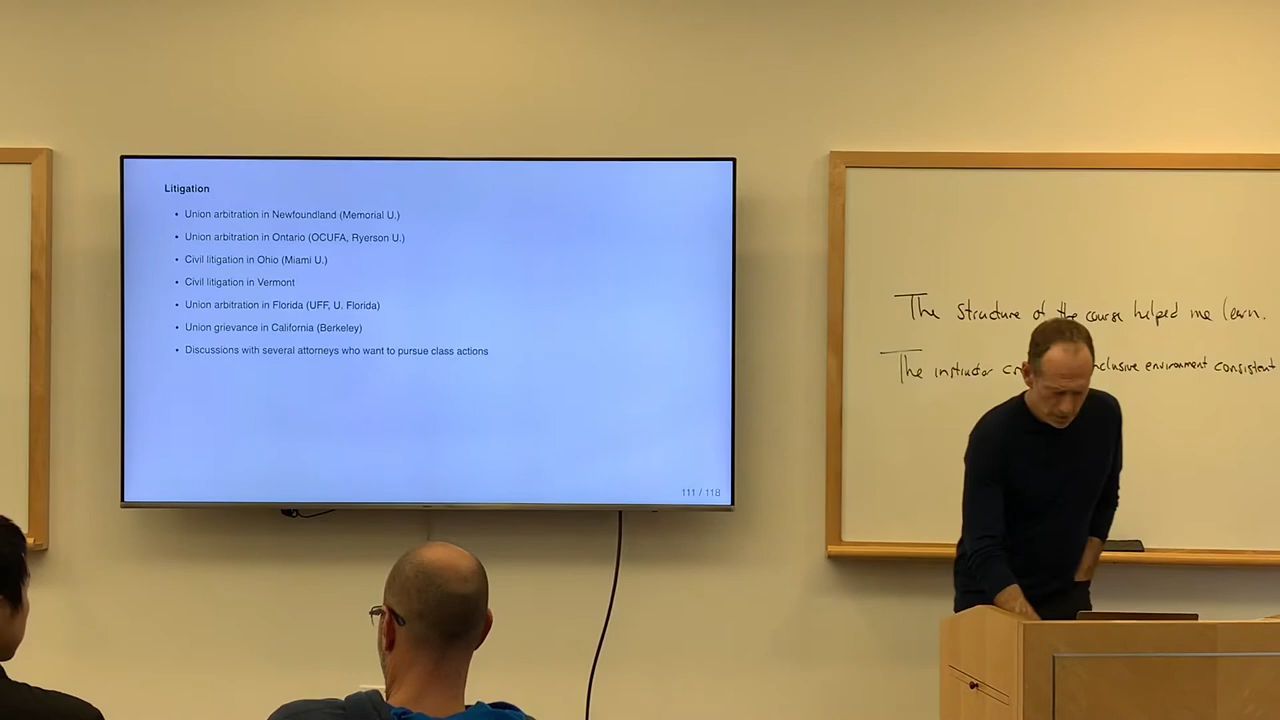 Litigation
• Union arbitration in Newfoundland (Memorial U.)
• Union arbitration in Ontario (OCUFA, Ryerson U.)
• Civil litigation in Ohio (Miami U.)
• Civil litigation in Vermont
• Union arbitration in Florida (UFF, U. Florida)
• Union grievance in California (Berkeley)
• Discussions with several attorneys who want to pursue class actions
111 / 118
The structure of the course helped me learn.
The instructor environment consistent